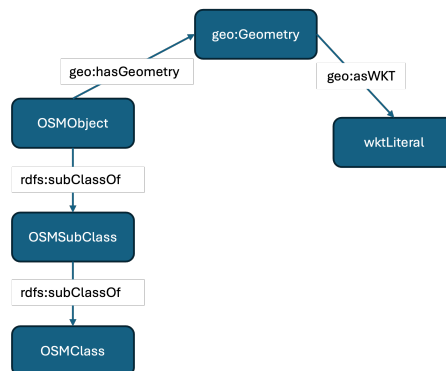 geo:Geometry
geo:hasGeometry
geo:asWKT
OSMObject
wktLiteral
rdfs:subClassOf
OSMSubClass
rdfs:subClassOf
OSMClass